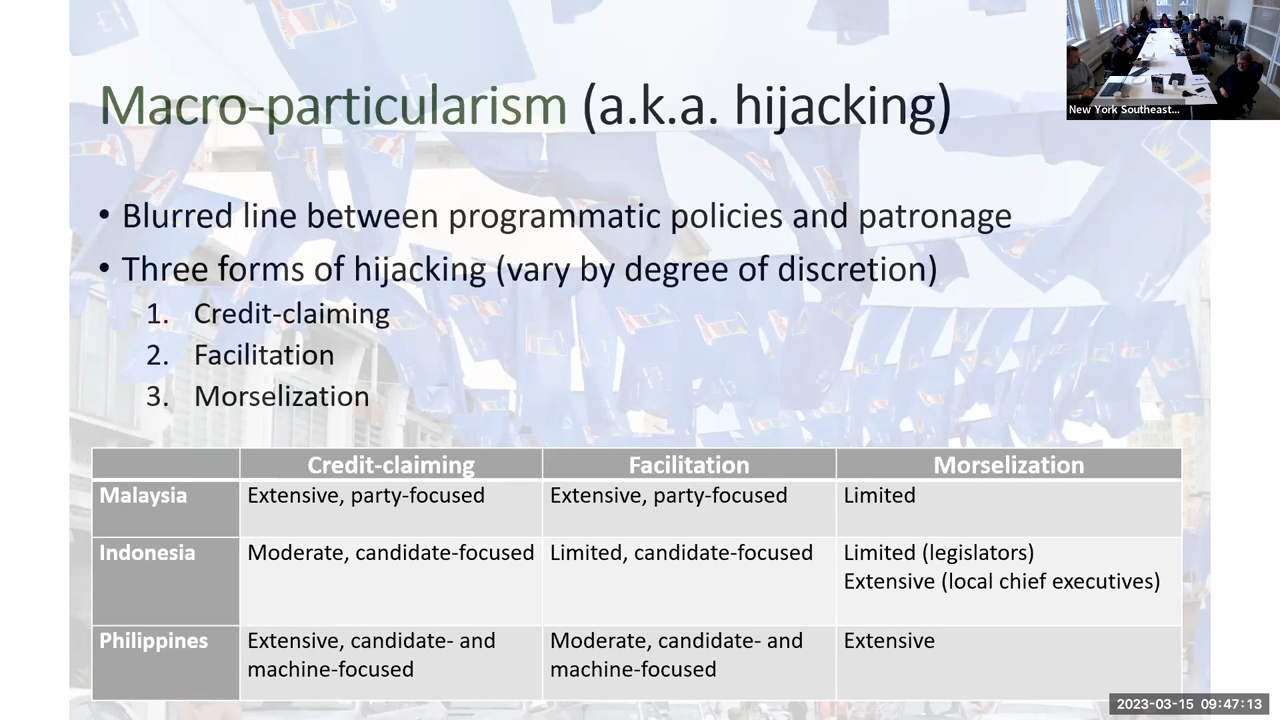 Macro-particularism (a.k.a. hijacking)
New York Southeast...
• Blurred line between programmatic policies and patronage
• Three forms of hijacking (vary by degree of discretion)
1. Credit-claiming
2. Facilitation
3. Morselization
Credit-claiming Facilitation Morselization
Malaysia Extensive, party-focused Extensive, party-focused Limited
Indonesia Moderate, candidate-focused Limited, candidate-focused Limited (legislators)
Extensive (local chief executives)
Philippines Extensive, candidate- and Moderate, candidate- and Extensive
machine-focused machine-focused
2023-03-15 09:47:13